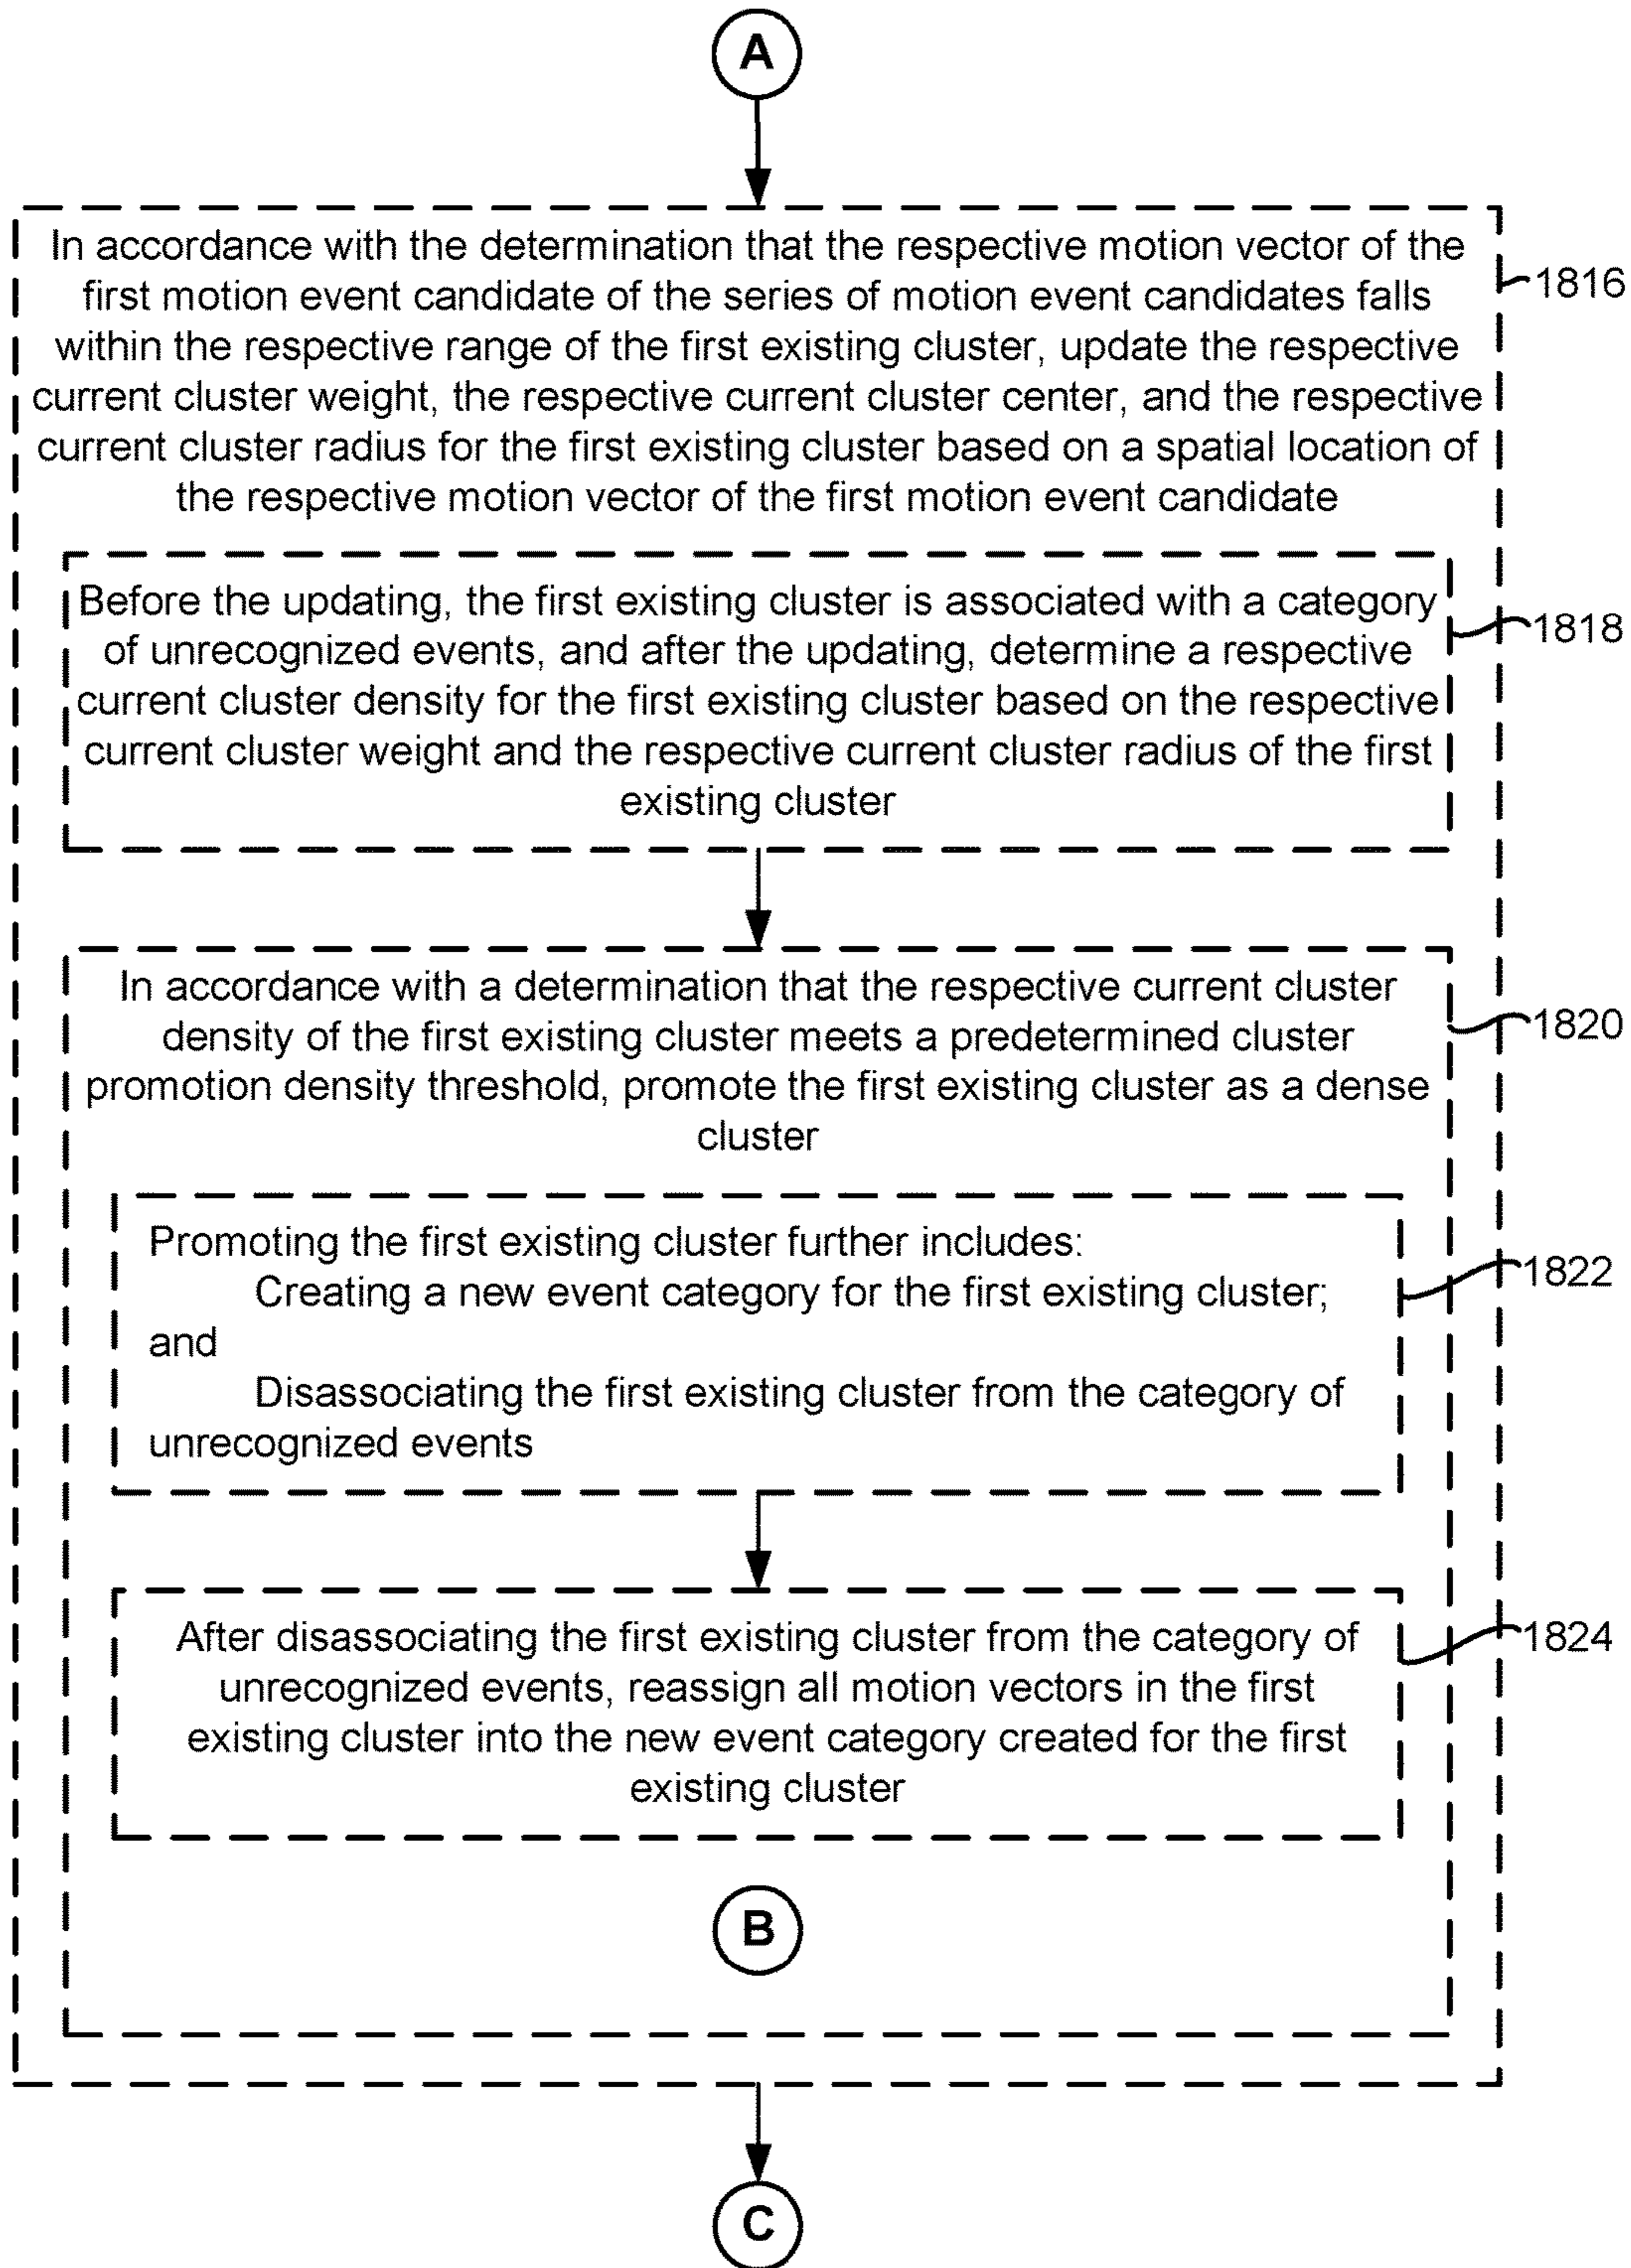 A
In accordance with the determination that the respective motion vector of the
first motion event candidate of the series of motion event candidates falls
within the respective range of the first existing cluster, update the respective
current cluster weight, the respective current cluster center, and the respective
current cluster radius for the first existing cluster based on a spatial location of
the respective motion vector of the first motion event candidate
1816
Before the updating, the first existing cluster is associated with a category
of unrecognized events, and after the updating, determine a respective
current cluster density for the first existing cluster based on the respective
current cluster weight and the respective current cluster radius of the first
existing cluster
1818
In accordance with a determination that the respective current cluster
density of the first existing cluster meets a predetermined cluster
promotion density threshold, promote the first existing cluster as a dense
cluster
1820
Promoting the first existing cluster further includes:
Creating a new event category for the first existing cluster;
and
Disassociating the first existing cluster from the category of
unrecognized events
1822
After disassociating the first existing cluster from the category of
unrecognized events, reassign all motion vectors in the first
existing cluster into the new event category created for the first
existing cluster
1824
B
C